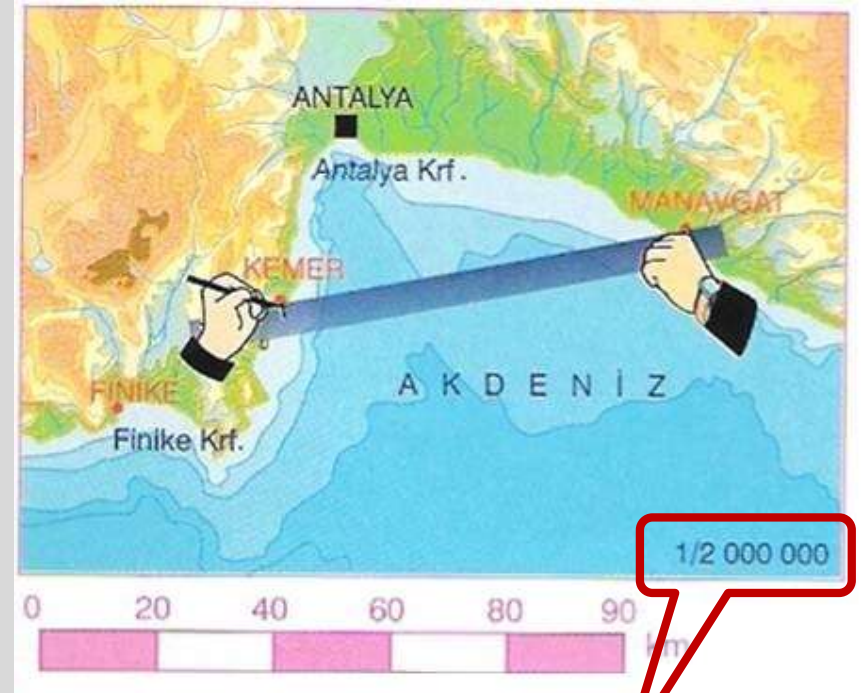 ANTALYA
Antalya Krf.
MANAVGAT
KEMER
AKDENİZ
FİNİKE
Finike Krf.
1/2 000 000
0 20 40 60 80 90
km